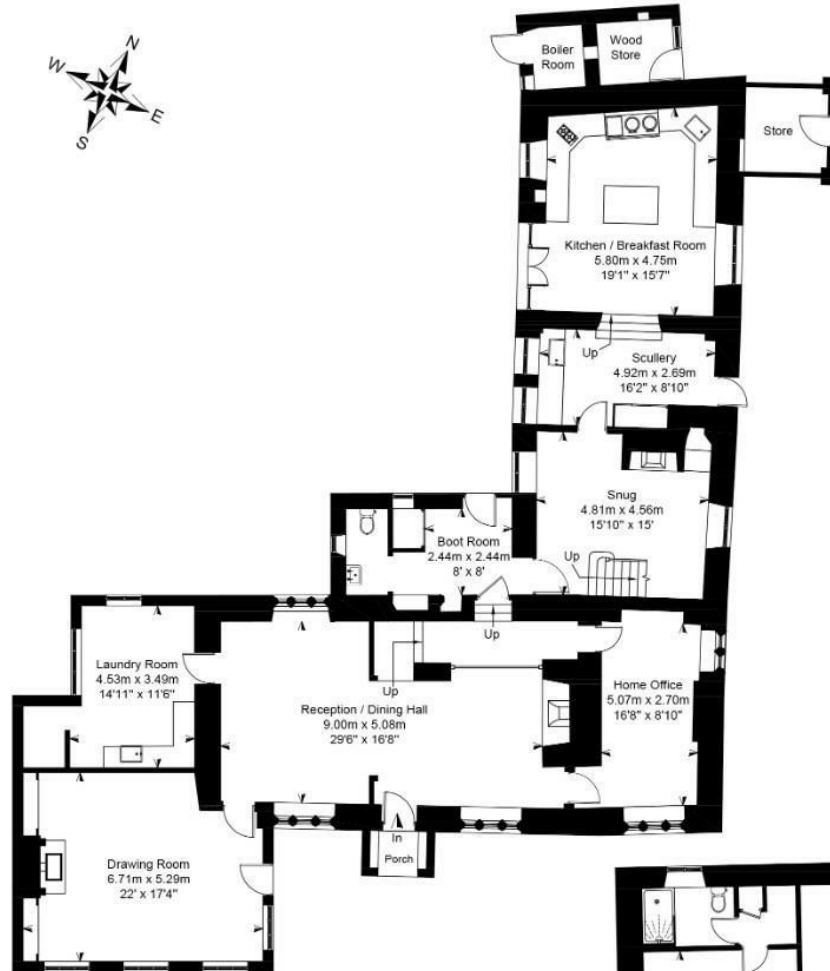 N
W
E
S
Boiler
Room
Wood
Store
Store
Kitchen / Breakfast Room
5.80m x 4.75m
19'1" x 15'7"
Up
Scullery
4.92m x 2.69m
16'2" x 8'10"
Snug
4.81m x 4.56m
15'10" x 15'
Up
Boot Room
2.44m x 2.44m
8' x 8'
Up
Laundry Room
4.53m x 3.49m
14'11" x 11'6"
Up
Reception / Dining Hall
9.00m x 5.08m
29'6" x 16'8"
Home Office
5.07m x 2.70m
16'8" x 8'10"
In
Porch
Drawing Room
6.71m x 5.29m
22' x 17'4"